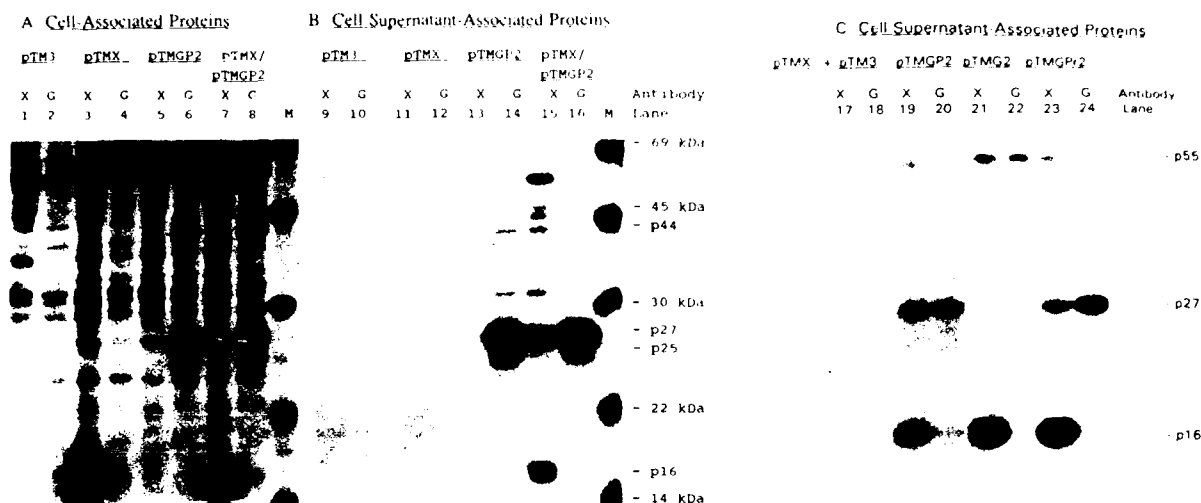 A Cell-Associated Proteins
pTM3 pTMX pTMGP2 pTMX/
pTMGP2
X G X G X G X G
1 2 3 4 5 6 7 8 M
B Cell Supernatant-Associated Proteins
pTM3 pTMX pTMGP2 pTMX/
pTMGP2
X G X G X G X G Antibody
9 10 11 12 13 14 15 16 M Lane
- 69 kDa
- 45 kDa
- p44
- 30 kDa
- p27
- p25
- 22 kDa
- p16
- 14 kDa
C Cell Supernatant-Associated Proteins
pTMX + pTM3 pTMGP2 pTMG2 pTMGPr2
X G X G X G X G Antibody
17 18 19 20 21 22 23 24 Lane
- p55
- p27
- p16